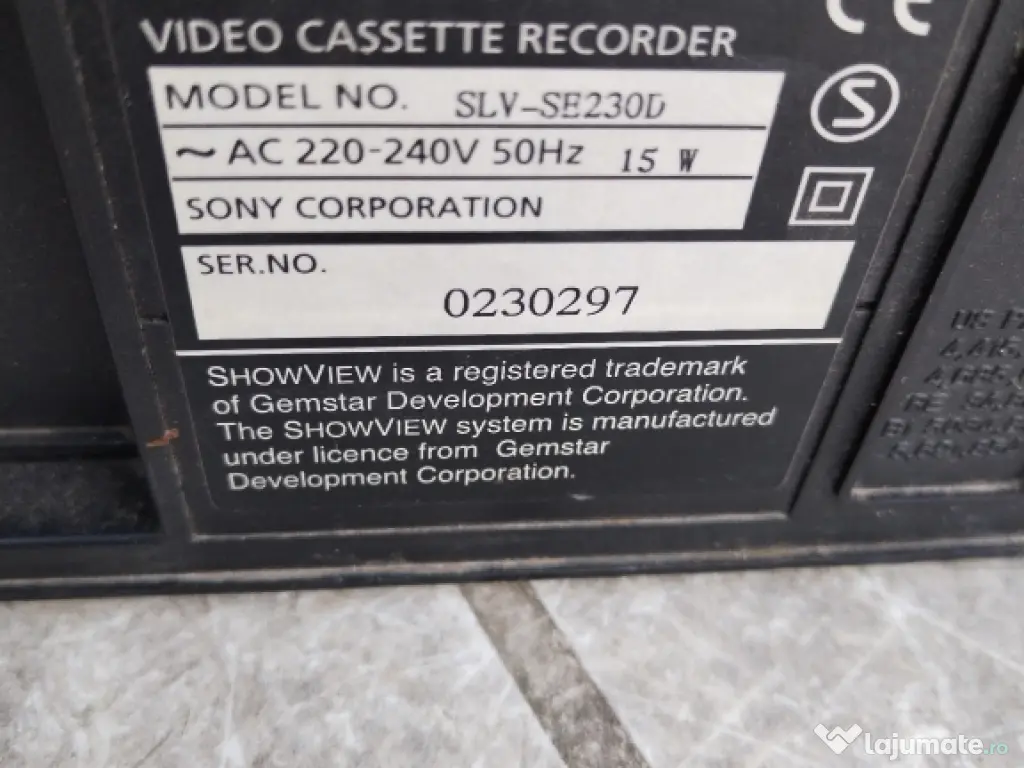 CE
VIDEO CASSETTE RECORDER
MODEL NO. SLV-SE230D
~ AC 220-240V 50Hz 15 W
SONY CORPORATION
S
SER.NO.
0230297
SHOWVIEW is a registered trademark
of Gemstar Development Corporation.
The SHOWVIEW system is manufactured
under licence from Gemstar
Development Corporation.
lajumate.ro